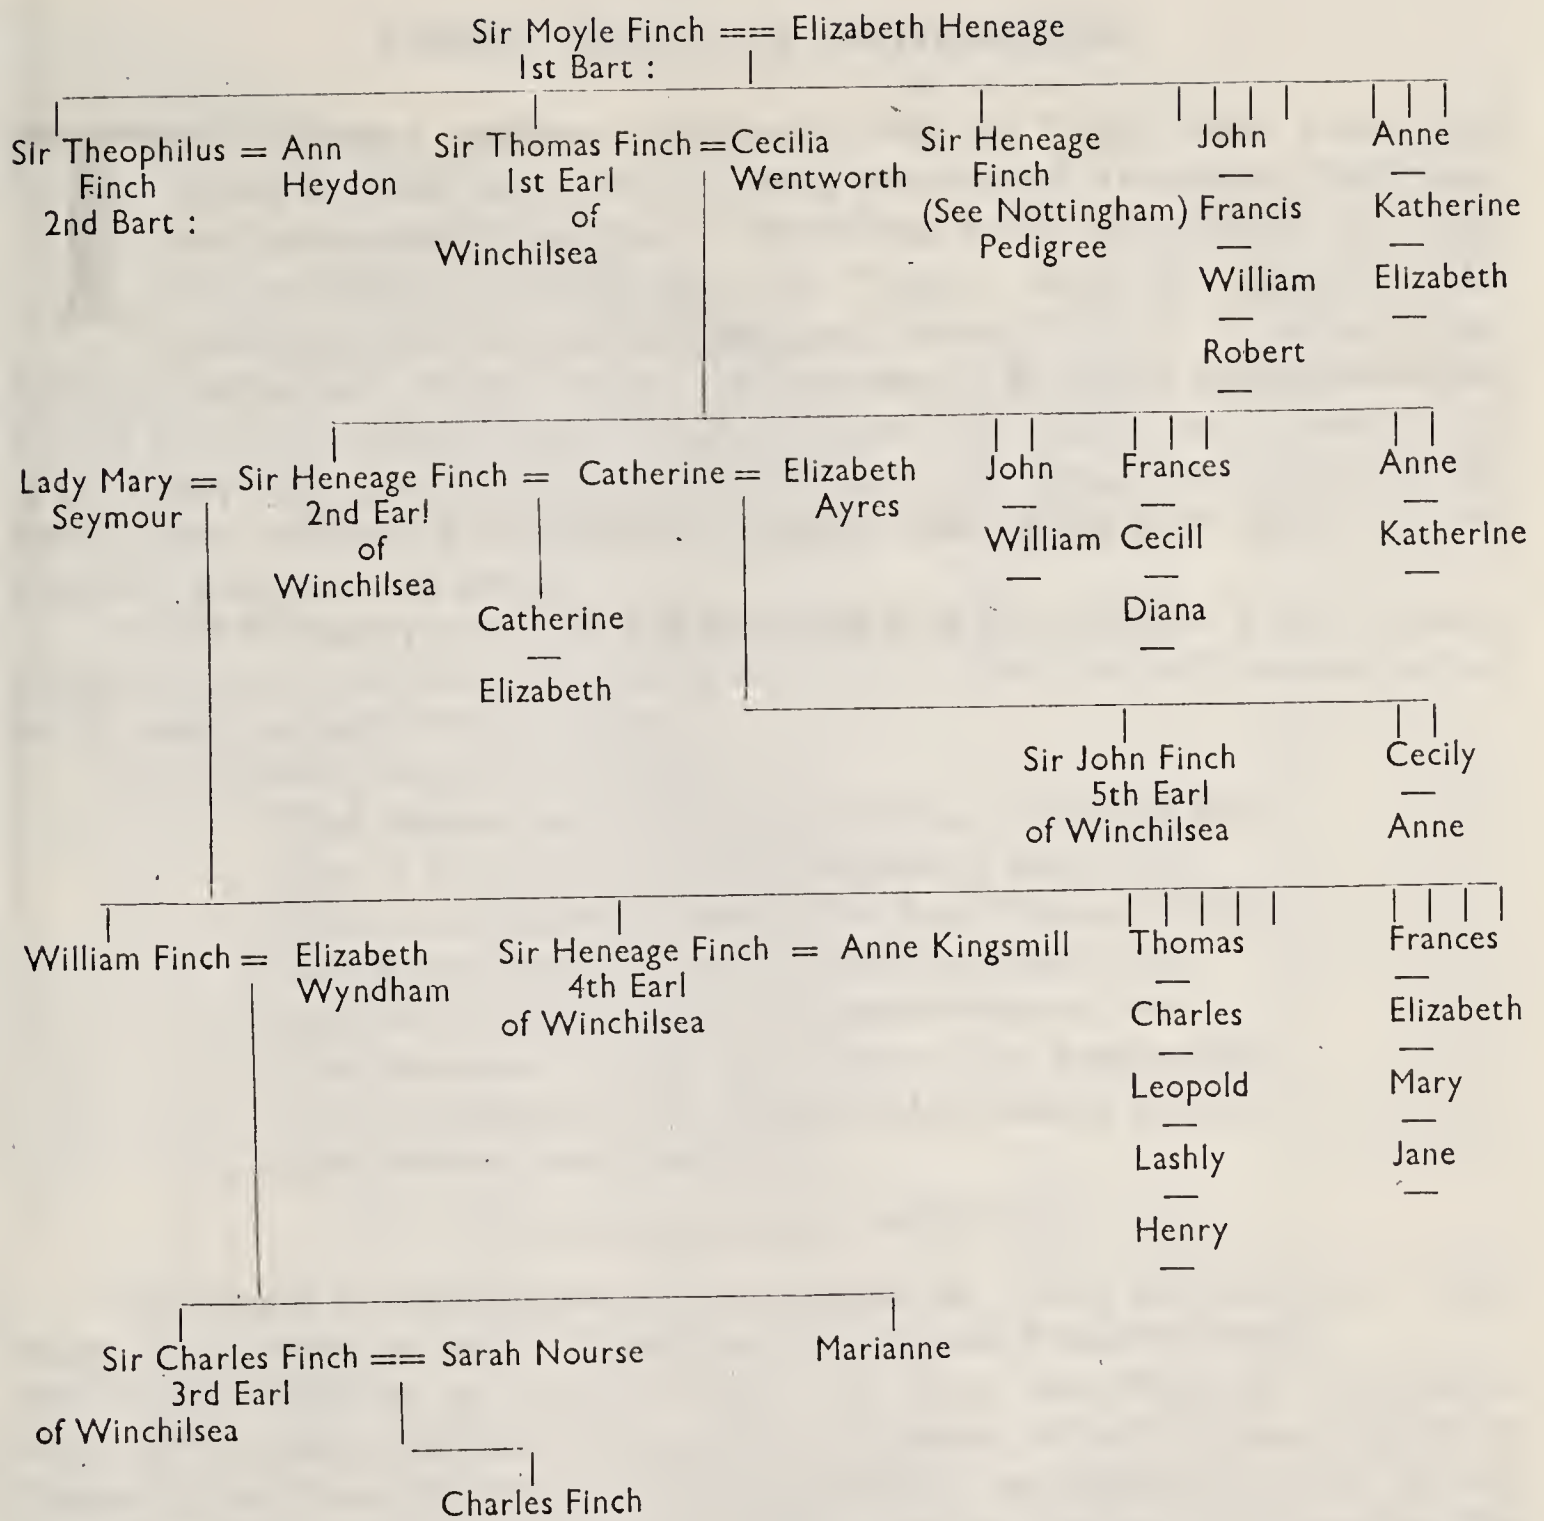 Sir Moyle Finch == Elizabeth Heneage
1st Bart :
Sir Theophilus = Ann
Finch Heydon
2nd Bart :
Sir Thomas Finch = Cecilia
1st Earl Wentworth
of
Winchilsea
Sir Heneage
Finch
(See Nottingham)
Pedigree
John
—
Francis
—
William
—
Robert
—
Anne
—
Katherine
—
Elizabeth
—
Lady Mary = Sir Heneage Finch = Catherine = Elizabeth
Seymour 2nd Earl Ayres
of
Winchilsea
John
—
William
—
Frances
—
Cecill
—
Diana
—
Anne
—
Katherine
—
Catherine
—
Elizabeth
Sir John Finch
5th Earl
of Winchilsea
Cecily
—
Anne
William Finch = Elizabeth
Wyndham
Sir Heneage Finch = Anne Kingsmill
4th Earl
of Winchilsea
Thomas
—
Charles
—
Leopold
—
Lashly
—
Henry
—
Frances
—
Elizabeth
—
Mary
—
Jane
—
Sir Charles Finch == Sarah Nourse
3rd Earl
of Winchilsea
Marianne
Charles Finch